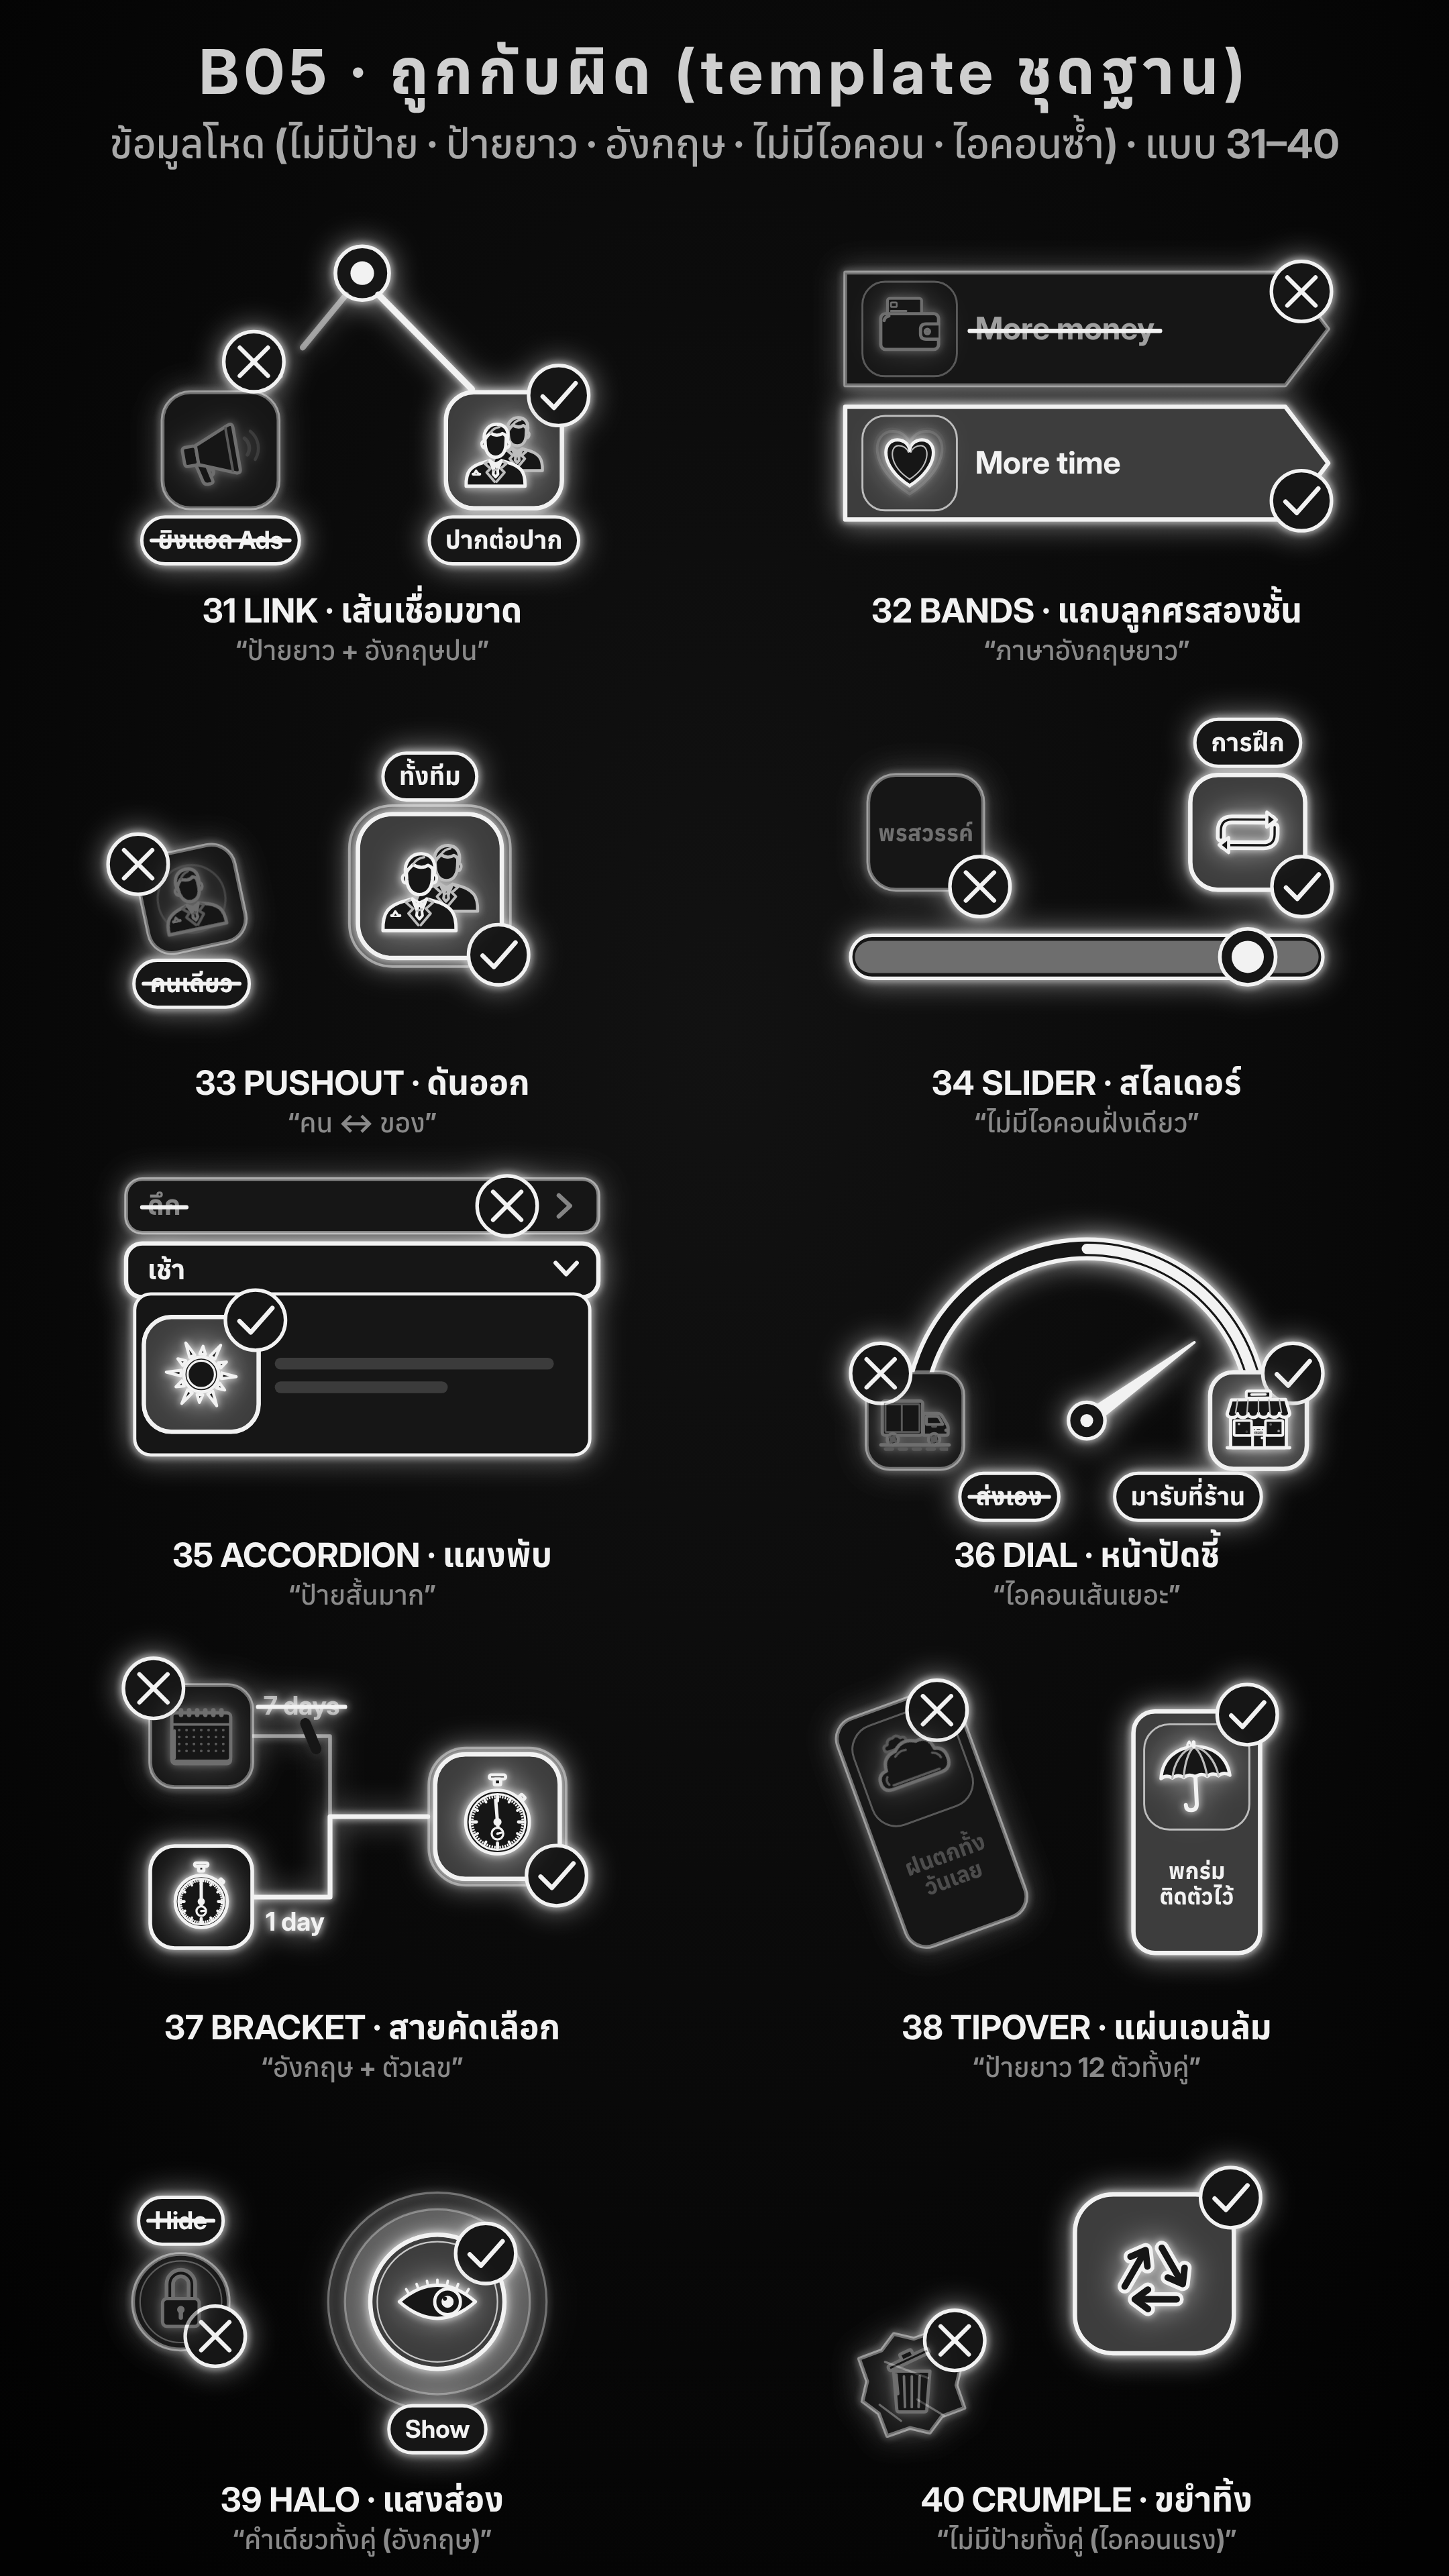 B05 · ถูกกับผิด (template ชุดฐาน)
ข้อมูลโหด (ไม่มีป้าย · ป้ายยาว · อังกฤษ · ไม่มีไอคอน · ไอคอนซ้ำ) · แบบ 31–40
ยิงแอด Ads
ปากต่อปาก
31 LINK · เส้นเชื่อมขาด
“ป้ายยาว + อังกฤษปน”
More money
More time
32 BANDS · แถบลูกศรสองชั้น
“ภาษาอังกฤษยาว”
ทั้งทีม
คนเดียว
33 PUSHOUT · ดันออก
“คน ↔ ของ”
การฝึก
พรสวรรค์
34 SLIDER · สไลเดอร์
“ไม่มีไอคอนฝั่งเดียว”
ดึก
เช้า
35 ACCORDION · แผงพับ
“ป้ายสั้นมาก”
ส่งเอง
มารับที่ร้าน
36 DIAL · หน้าปัดชี้
“ไอคอนเส้นเยอะ”
7 days
1 day
37 BRACKET · สายคัดเลือก
“อังกฤษ + ตัวเลข”
ฝนตกทั้ง
วันเลย
พกร่ม
ติดตัวไว้
38 TIPOVER · แผ่นเอนล้ม
“ป้ายยาว 12 ตัวทั้งคู่”
Hide
Show
39 HALO · แสงส่อง
“คำเดียวทั้งคู่ (อังกฤษ)”
40 CRUMPLE · ขยำทิ้ง
“ไม่มีป้ายทั้งคู่ (ไอคอนแรง)”